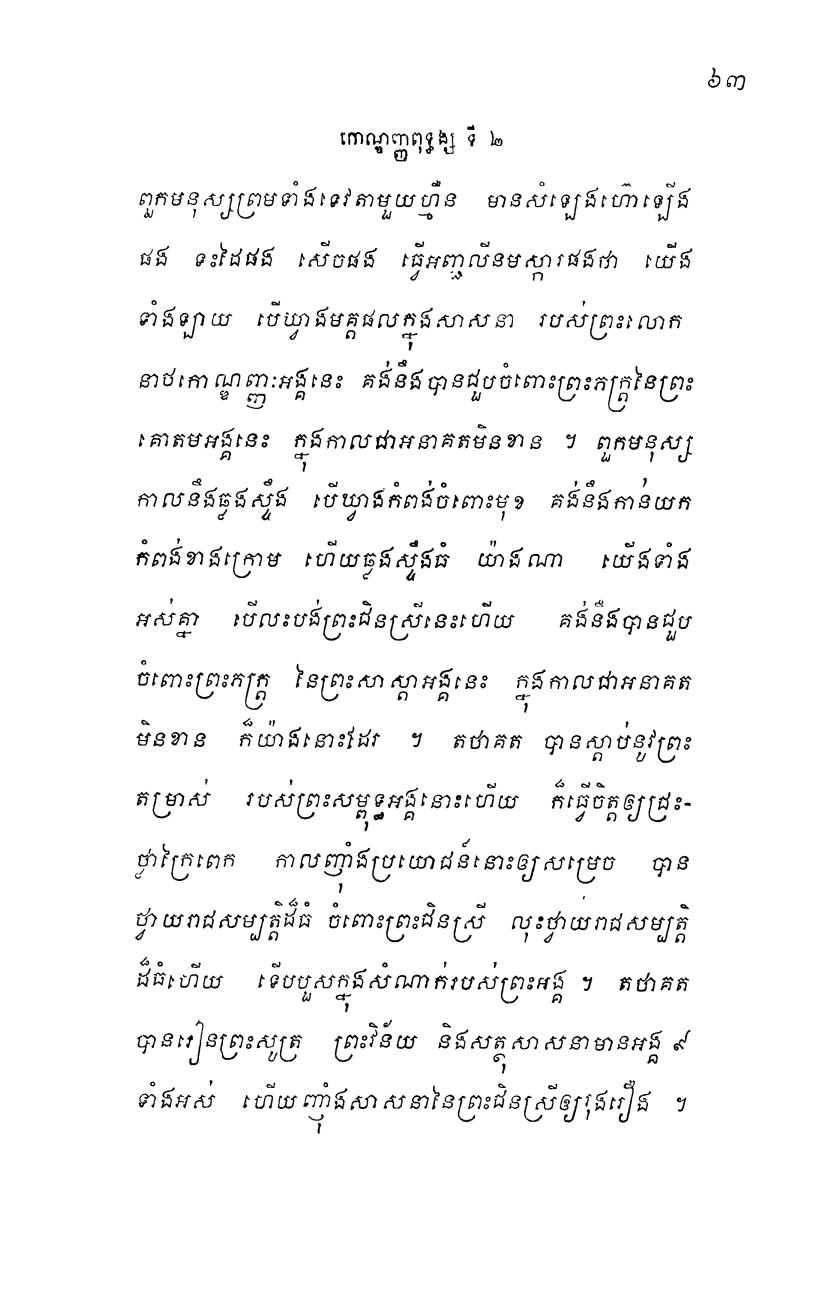 ៦៣
កោណ្ឌញ្ញពុទ្ធវង្ស ទី ២
ពួកមនុស្សព្រមទាំងទេវតាមួយហ្មឺន មានសំឡេងហ៊ោឡើង
ផង ទះដៃផង សើចផង ធ្វើអញ្ជលីនមស្ការផងថា យើង
ទាំងឡាយ បើឃ្វាងមគ្គផលក្នុងសាសនា របស់ព្រះលោក
នាថកោណ្ឌញ្ញៈអង្គនេះ គង់នឹងបានជួបចំពោះព្រះភក្ត្រនៃព្រះ
គោតមអង្គនេះ ក្នុងកាលជាអនាគតមិនខាន ។ ពួកមនុស្ស
កាលនឹងឆ្លងស្ទឹង បើឃ្វាងកំពង់ចំពោះមុខ គង់នឹងកាន់យក
កំពង់ខាងក្រោម ហើយឆ្លងស្ទឹងធំ យ៉ាងណា យើងទាំង
អស់គ្នា បើលះបង់ព្រះជិនស្រីនេះហើយ គង់នឹងបានជួប
ចំពោះព្រះភក្ត្រ នៃព្រះសាស្តាអង្គនេះ ក្នុងកាលជាអនាគត
មិនខាន ក៏យ៉ាងនោះដែរ ។ តថាគត បានស្តាប់នូវព្រះ
តម្រាស់ របស់ព្រះសម្ពុទ្ធអង្គនោះហើយ ក៏ធ្វើចិត្តឲ្យជ្រះ-
ថ្លាក្រៃពេក កាលញ៉ាំងប្រយោជន៍នោះឲ្យសម្រេច បាន
ថ្វាយរាជសម្បត្តិដ៏ធំ ចំពោះព្រះជិនស្រី លុះថ្វាយរាជសម្បត្តិ
ដ៏ធំហើយ ទើបបួសក្នុងសំណាក់របស់ព្រះអង្គ ។ តថាគត
បានរៀនព្រះសូត្រ ព្រះវិន័យ និងសត្ថុសាសនាមានអង្គ ៩
ទាំងអស់ ហើយញ៉ាំងសាសនានៃព្រះជិនស្រីឲ្យរុងរឿង ។